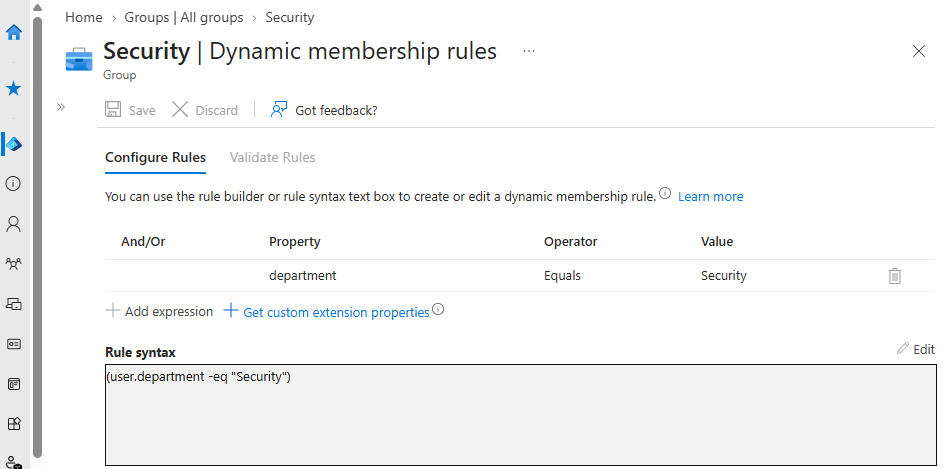 Home > Groups | All groups > Security
Security | Dynamic membership rules ...
Group
Save Discard Got feedback?
Configure Rules Validate Rules
You can use the rule builder or rule syntax text box to create or edit a dynamic membership rule. Learn more
And/Or Property Operator Value
department Equals Security
Add expression Get custom extension properties
Rule syntax Edit
(user.department -eq "Security")